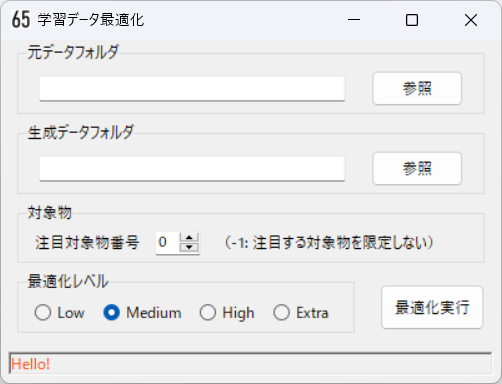 65 学習データ最適化
元データフォルダ
参照
生成データフォルダ
参照
対象物
注目対象物番号 0 （-1: 注目する対象物を限定しない）
最適化レベル
Low Medium High Extra
最適化実行
Hello!